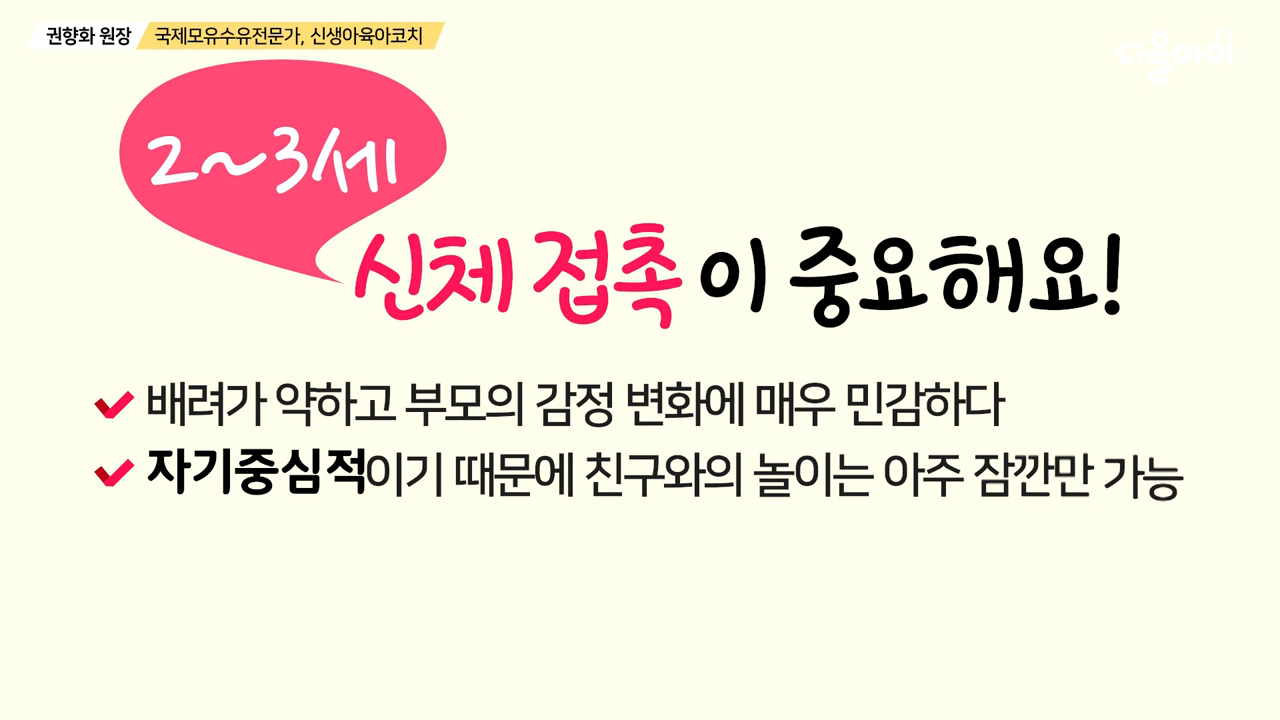 권향화 원장 국제모유수유전문가, 신생아육아코치
다울아이
2~3세
신체 접촉이 중요해요!
배려가 약하고 부모의 감정 변화에 매우 민감하다
자기중심적이기 때문에 친구와의 놀이는 아주 잠깐만 가능